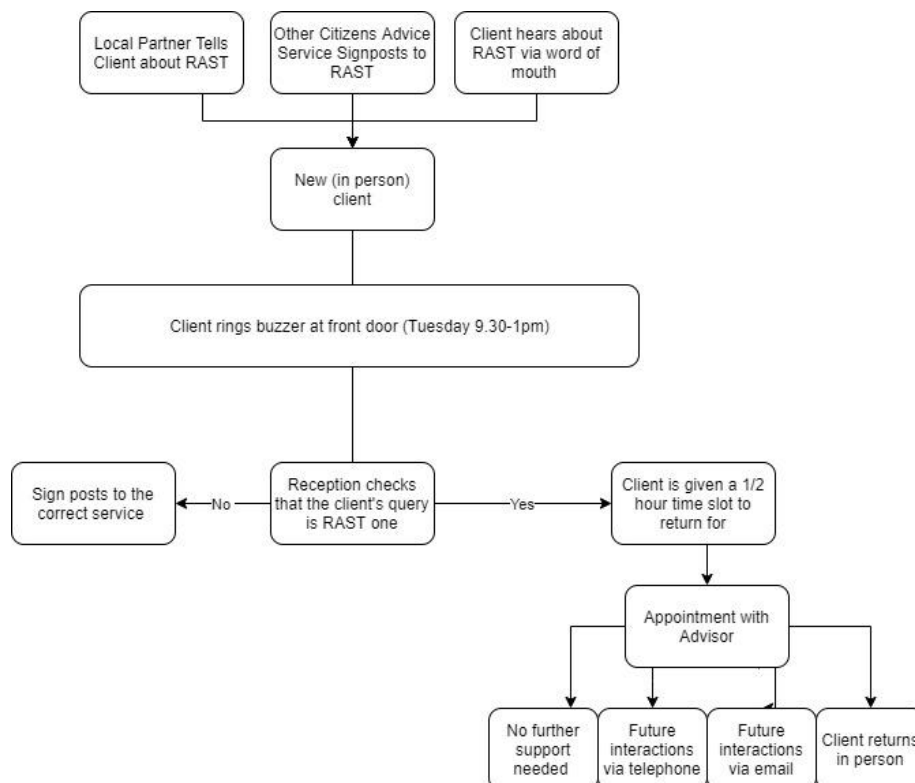 Local Partner Tells
Client about RAST
Other Citizens Advice
Service Signposts to
RAST
Client hears about
RAST via word of
mouth
New (in person)
client
Client rings buzzer at front door (Tuesday 9.30-1pm)
Sign posts to the
correct service
No
Reception checks
that the client's query
is RAST one
Yes
Client is given a 1/2
hour time slot to
return for
Appointment with
Advisor
No further
support
needed
Future
interactions
via telephone
Future
interactions
via email
Client returns
in person